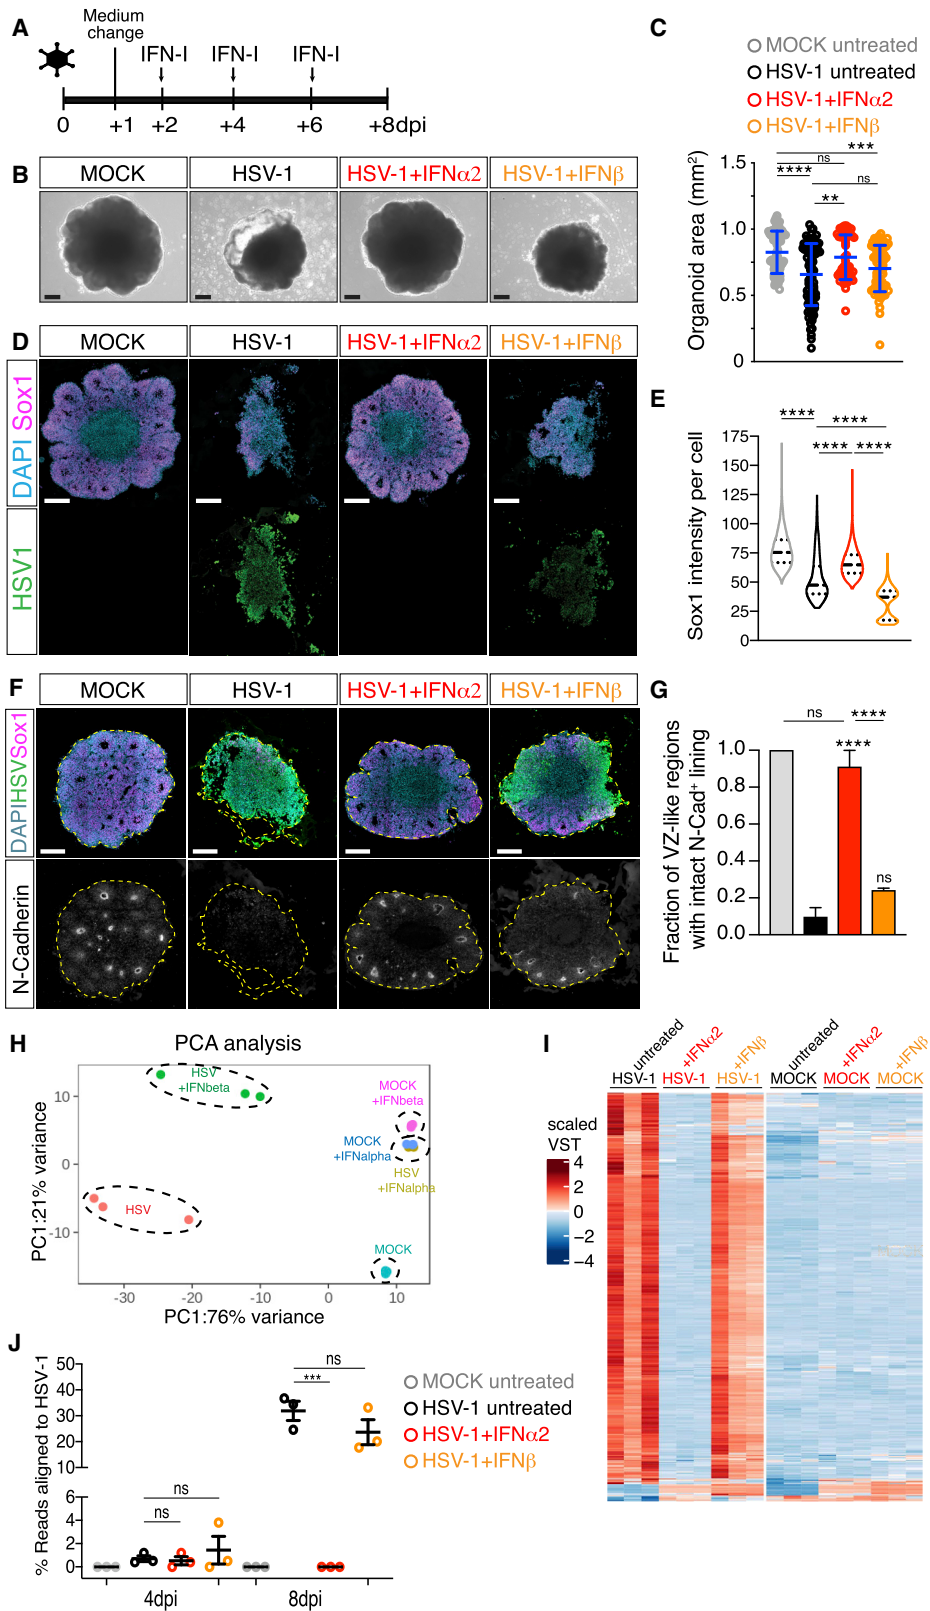 A
Medium
change
IFN-I IFN-I IFN-I
0 +1 +2 +4 +6 +8dpi
B
MOCK HSV-1 HSV-1+IFNα2 HSV-1+IFNβ
C
MOCK untreated
HSV-1 untreated
HSV-1+IFNα2
HSV-1+IFNβ
***
ns
**** ns
**
Organoid area (mm²)
1.5
1.0
0.5
0
D
MOCK HSV-1 HSV-1+IFNα2 HSV-1+IFNβ
DAPI Sox1
HSV1
E
**** ****
**** ****
Sox1 intensity per cell
175
150
125
100
75
50
25
0
F
MOCK HSV-1 HSV-1+IFNα2 HSV-1+IFNβ
DAPIHSVSox1
N-Cadherin
G
ns ****
****
ns
Fraction of VZ-like regions
with intact N-Cad⁺ lining
1.0
0.8
0.6
0.4
0.2
0.0
H
PCA analysis
PC1:21% variance
10
0
-10
HSV
+IFNbeta
MOCK
+IFNbeta
MOCK
+IFNalpha
HSV
+IFNalpha
HSV
MOCK
-30 -20 -10 0 10
PC1:76% variance
I
untreated +IFNα2 +IFNβ untreated +IFNα2 +IFNβ
HSV-1 HSV-1 HSV-1 MOCK MOCK MOCK
scaled
VST
4
2
0
−2
−4
J
% Reads aligned to HSV-1
50
40
30
20
10
6
4
2
0
ns
***
ns
ns
MOCK untreated
HSV-1 untreated
HSV-1+IFNα2
HSV-1+IFNβ
4dpi 8dpi